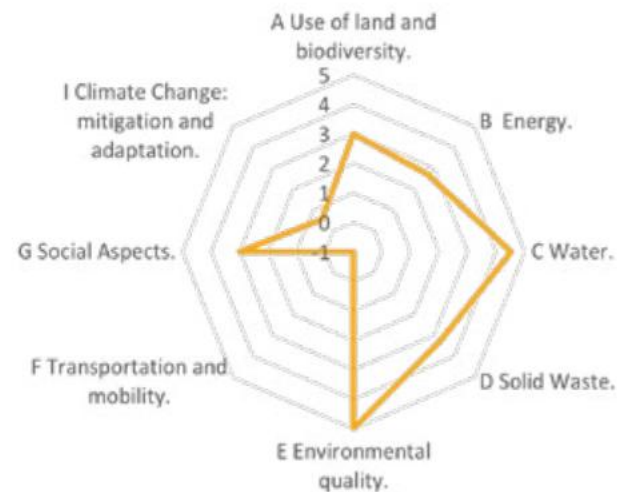 A Use of land and
biodiversity.
5
4
3
2
1
0
-1
B Energy.
C Water.
D Solid Waste.
E Environmental
quality.
F Transportation and
mobility.
G Social Aspects.
I Climate Change:
mitigation and
adaptation.